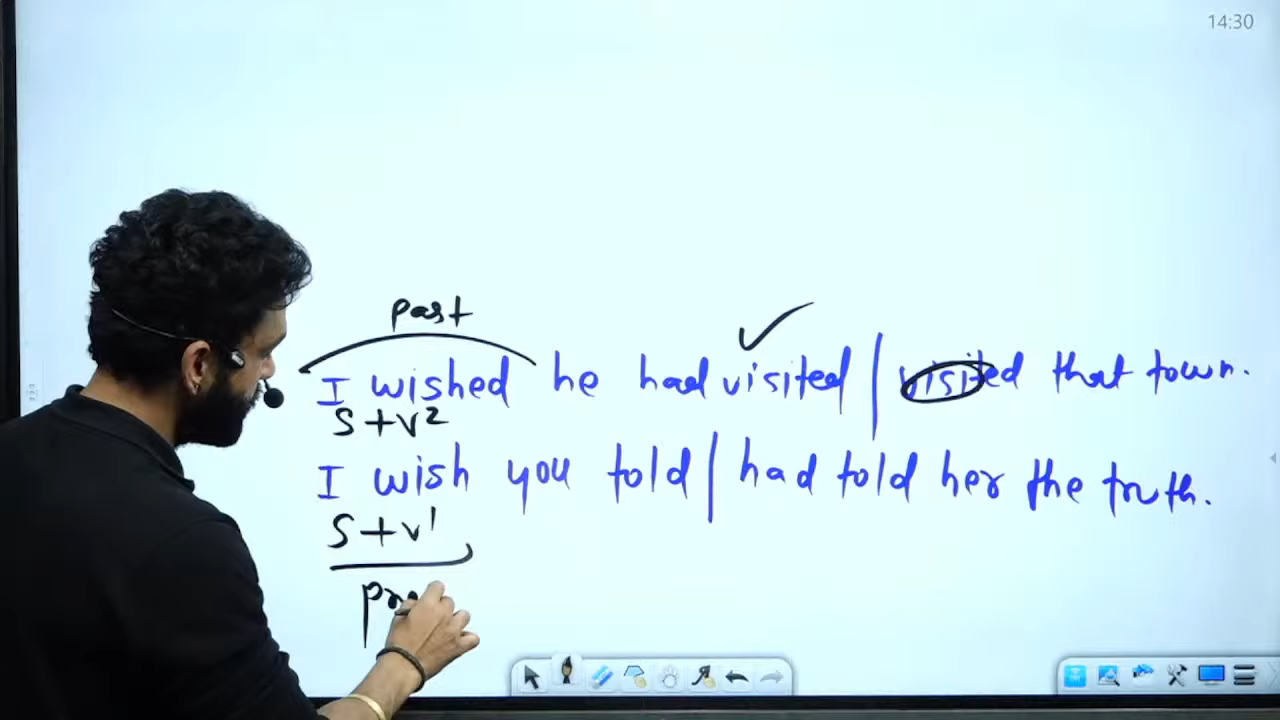 14:30
past
I wished he had visited / visited that town.
S+V2
I wish you told / had told her the truth.
S+V1